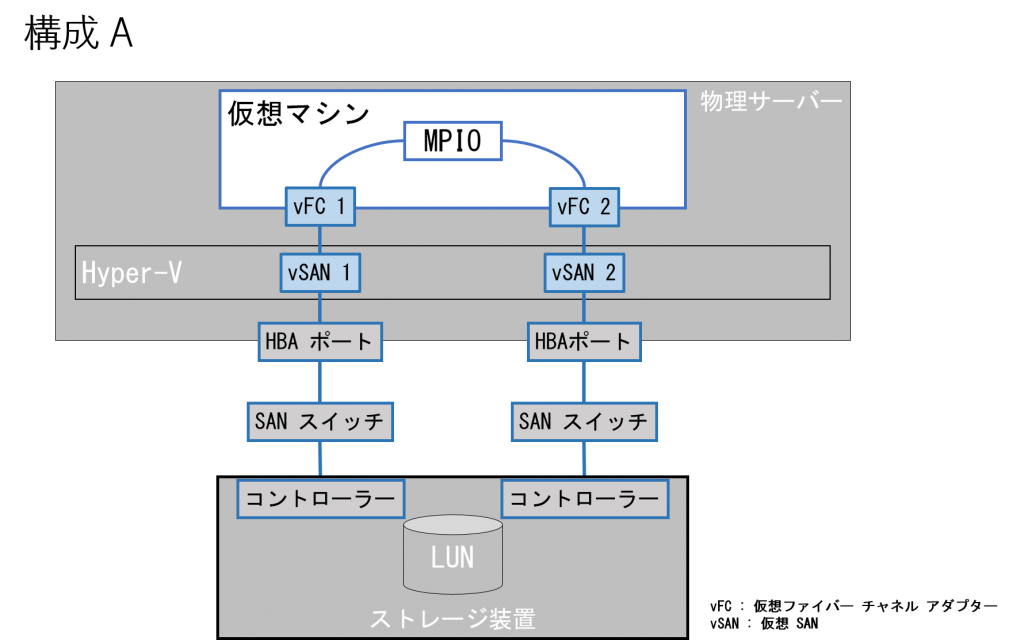 構成 A
物理サーバー
仮想マシン
MPIO
vFC 1
vFC 2
Hyper-V
vSAN 1
vSAN 2
HBA ポート
HBAポート
SAN スイッチ
SAN スイッチ
コントローラー
コントローラー
LUN
ストレージ装置
vFC : 仮想ファイバー チャネル アダプター
vSAN : 仮想 SAN